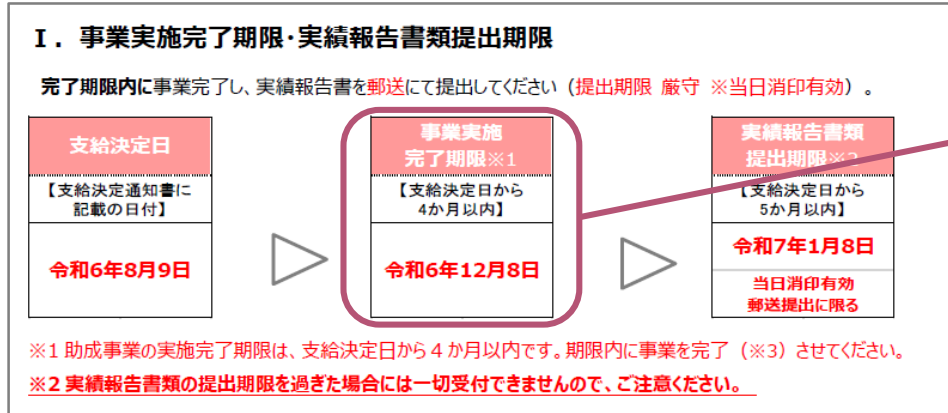 Ⅰ．事業実施完了期限・実績報告書類提出期限
完了期限内に事業完了し、実績報告書を郵送にて提出してください（提出期限 厳守 ※当日消印有効）。
支給決定日
【支給決定通知書に
記載の日付】
令和6年8月9日
事業実施
完了期限※1
【支給決定日から
4か月以内】
令和6年12月8日
実績報告書類
提出期限※2
【支給決定日から
5か月以内】
令和7年1月8日
当日消印有効
郵送提出に限る
※1 助成事業の実施完了期限は、支給決定日から４か月以内です。期限内に事業を完了（※3）させてください。
※2 実績報告書類の提出期限を過ぎた場合には一切受付できませんので、ご注意ください。